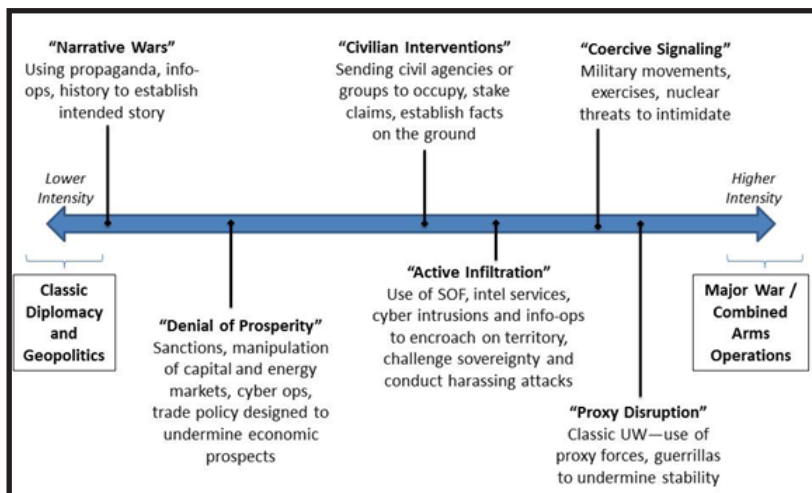 “Narrative Wars”
Using propaganda, info-
ops, history to establish
intended story
“Civilian Interventions”
Sending civil agencies or
groups to occupy, stake
claims, establish facts
on the ground
“Coercive Signaling”
Military movements,
exercises, nuclear
threats to intimidate
Lower
Intensity
Higher
Intensity
Classic
Diplomacy
and
Geopolitics
“Denial of Prosperity”
Sanctions, manipulation
of capital and energy
markets, cyber ops,
trade policy designed to
undermine economic
prospects
“Active Infiltration”
Use of SOF, intel services,
cyber intrusions and info-ops
to encroach on territory,
challenge sovereignty and
conduct harassing attacks
“Proxy Disruption”
Classic UW—use of
proxy forces, guerrillas
to undermine stability
Major War /
Combined
Arms
Operations